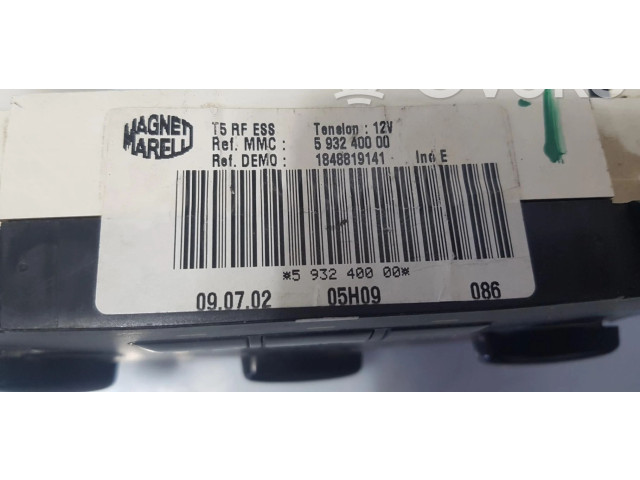 MAGNETI
MARELLI
T5 RF ESS Tension : 12V
Ref. MMC : 5 932 400 00
Ref. DEMO : 1848819141 Ind E
*5 932 400 00*
09.07.02 05H09 086